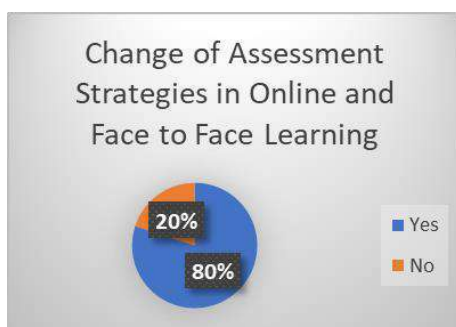 Change of Assessment
Strategies in Online and
Face to Face Learning
20%
80%
Yes
No